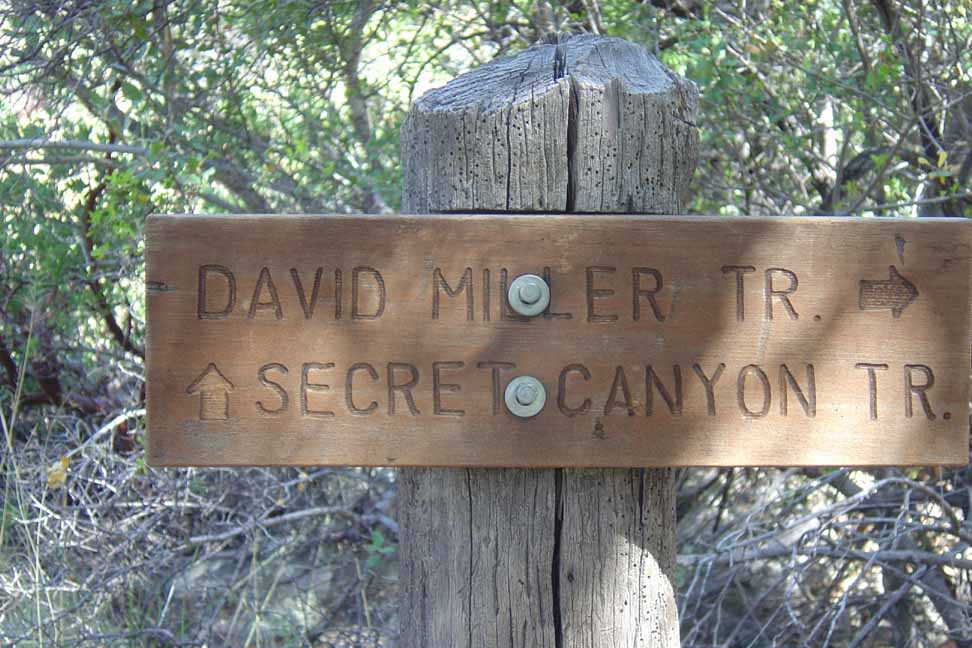 DAVID MILLER TR. →
↑ SECRET CANYON TR.